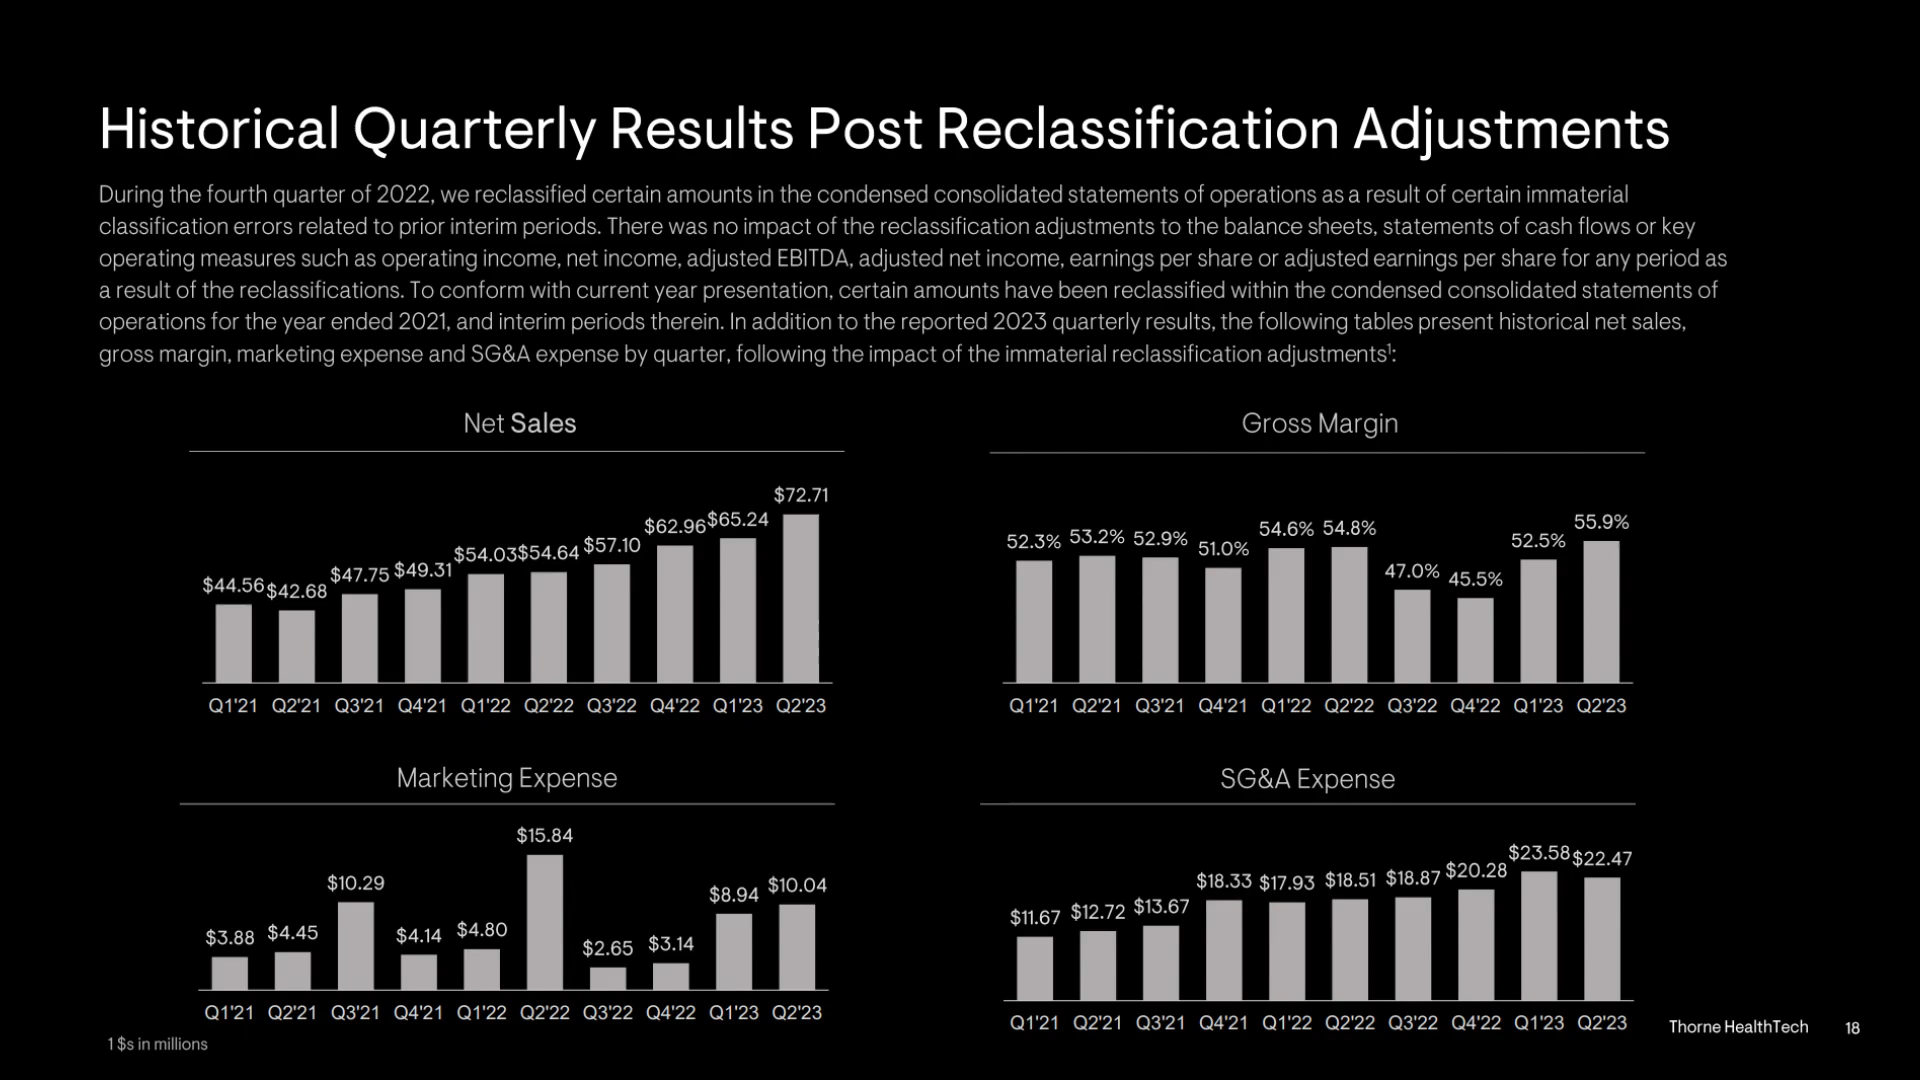 Historical Quarterly Results Post Reclassification Adjustments
During the fourth quarter of 2022, we reclassified certain amounts in the condensed consolidated statements of operations as a result of certain immaterial
classification errors related to prior interim periods. There was no impact of the reclassification adjustments to the balance sheets, statements of cash flows or key
operating measures such as operating income, net income, adjusted EBITDA, adjusted net income, earnings per share or adjusted earnings per share for any period as
a result of the reclassifications. To conform with current year presentation, certain amounts have been reclassified within the condensed consolidated statements of
operations for the year ended 2021, and interim periods therein. In addition to the reported 2023 quarterly results, the following tables present historical net sales,
gross margin, marketing expense and SG&A expense by quarter, following the impact of the immaterial reclassification adjustments¹:
Net Sales
$44.56 $42.68 $47.75 $49.31 $54.03 $54.64 $57.10 $62.96 $65.24 $72.71
Q1'21 Q2'21 Q3'21 Q4'21 Q1'22 Q2'22 Q3'22 Q4'22 Q1'23 Q2'23
Gross Margin
52.3% 53.2% 52.9% 51.0% 54.6% 54.8% 47.0% 45.5% 52.5% 55.9%
Q1'21 Q2'21 Q3'21 Q4'21 Q1'22 Q2'22 Q3'22 Q4'22 Q1'23 Q2'23
Marketing Expense
$3.88 $4.45 $10.29 $4.14 $4.80 $15.84 $2.65 $3.14 $8.94 $10.04
Q1'21 Q2'21 Q3'21 Q4'21 Q1'22 Q2'22 Q3'22 Q4'22 Q1'23 Q2'23
SG&A Expense
$11.67 $12.72 $13.67 $18.33 $17.93 $18.51 $18.87 $20.28 $23.58 $22.47
Q1'21 Q2'21 Q3'21 Q4'21 Q1'22 Q2'22 Q3'22 Q4'22 Q1'23 Q2'23
1 $s in millions
Thorne HealthTech 18